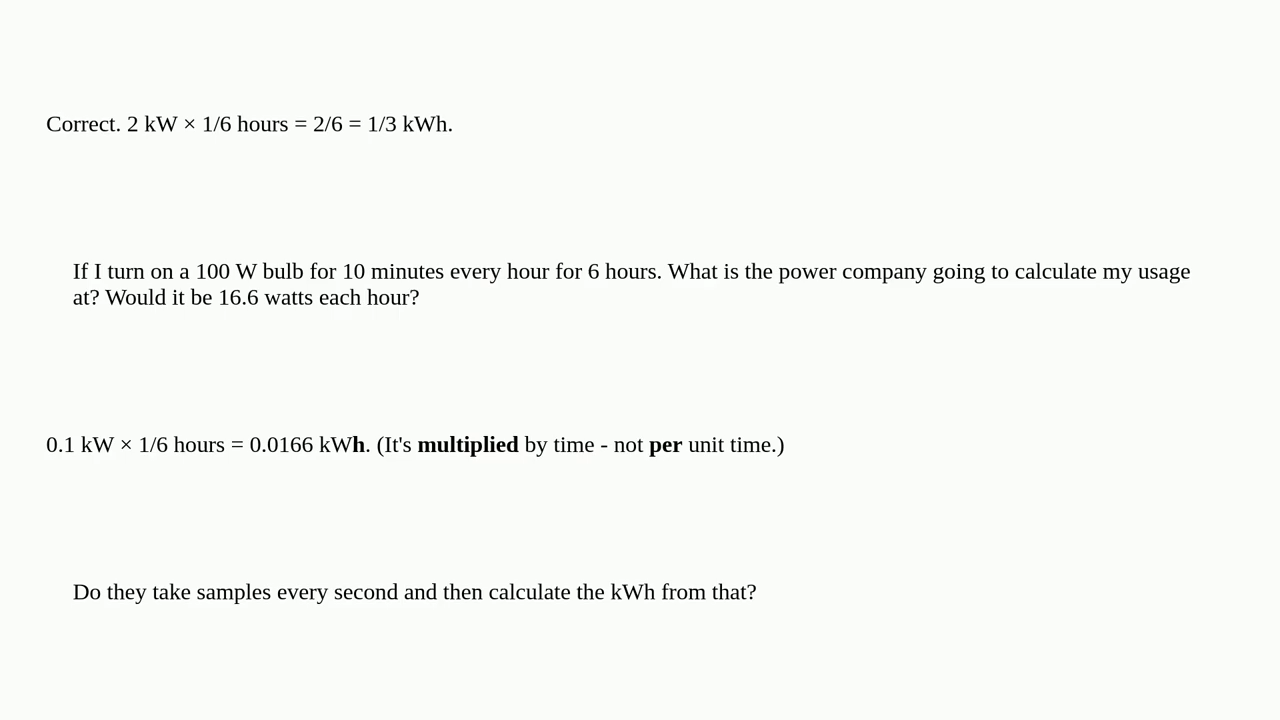 Correct. 2 kW × 1/6 hours = 2/6 = 1/3 kWh.
If I turn on a 100 W bulb for 10 minutes every hour for 6 hours. What is the power company going to calculate my usage
at? Would it be 16.6 watts each hour?
0.1 kW × 1/6 hours = 0.0166 kWh. (It's multiplied by time - not per unit time.)
Do they take samples every second and then calculate the kWh from that?